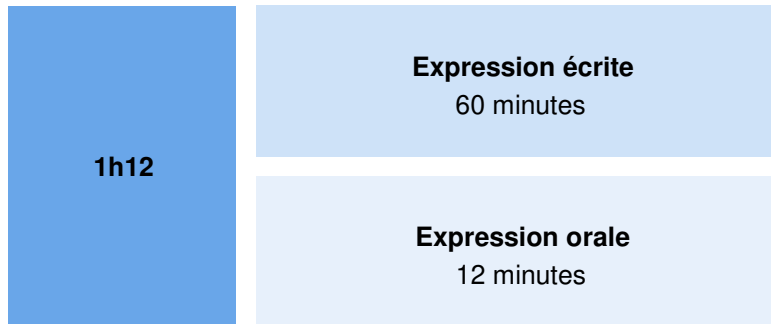 1h12
Expression écrite
60 minutes
Expression orale
12 minutes